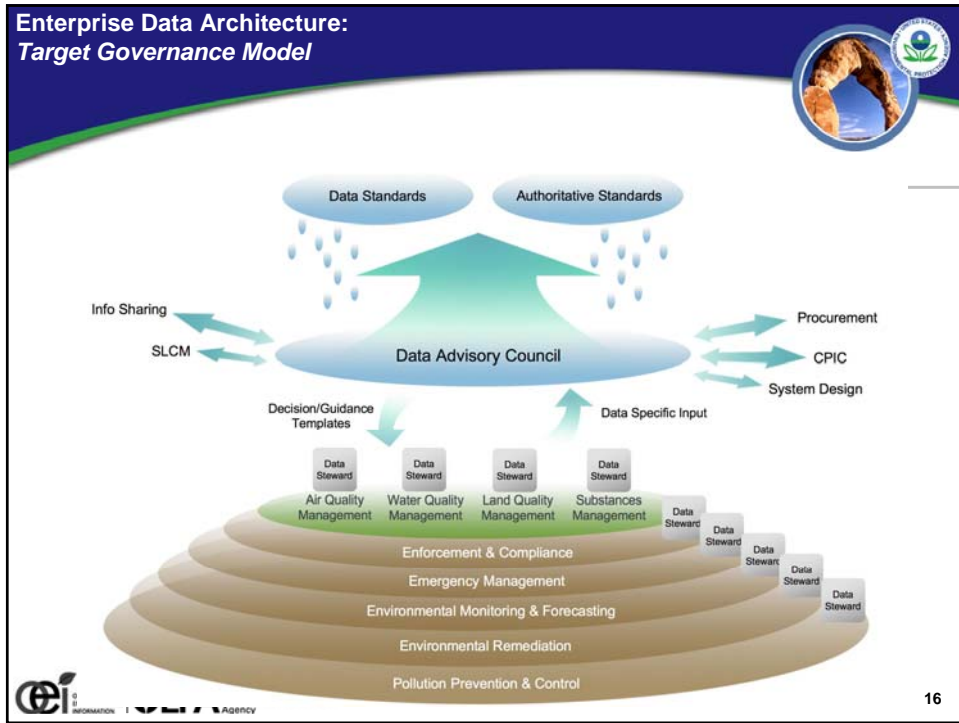 Enterprise Data Architecture:
Target Governance Model
Data Standards
Authoritative Standards
Info Sharing
SLCM
Data Advisory Council
Procurement
CPIC
System Design
Decision/Guidance
Templates
Data Specific Input
Data
Steward
Data
Steward
Data
Steward
Data
Steward
Air Quality
Management
Water Quality
Management
Land Quality
Management
Substances
Management
Data
Steward
Data
Steward
Data
Steward
Data
Steward
Data
Steward
Enforcement & Compliance
Emergency Management
Environmental Monitoring & Forecasting
Environmental Remediation
Pollution Prevention & Control
oei
INFORMATION
Agency
16